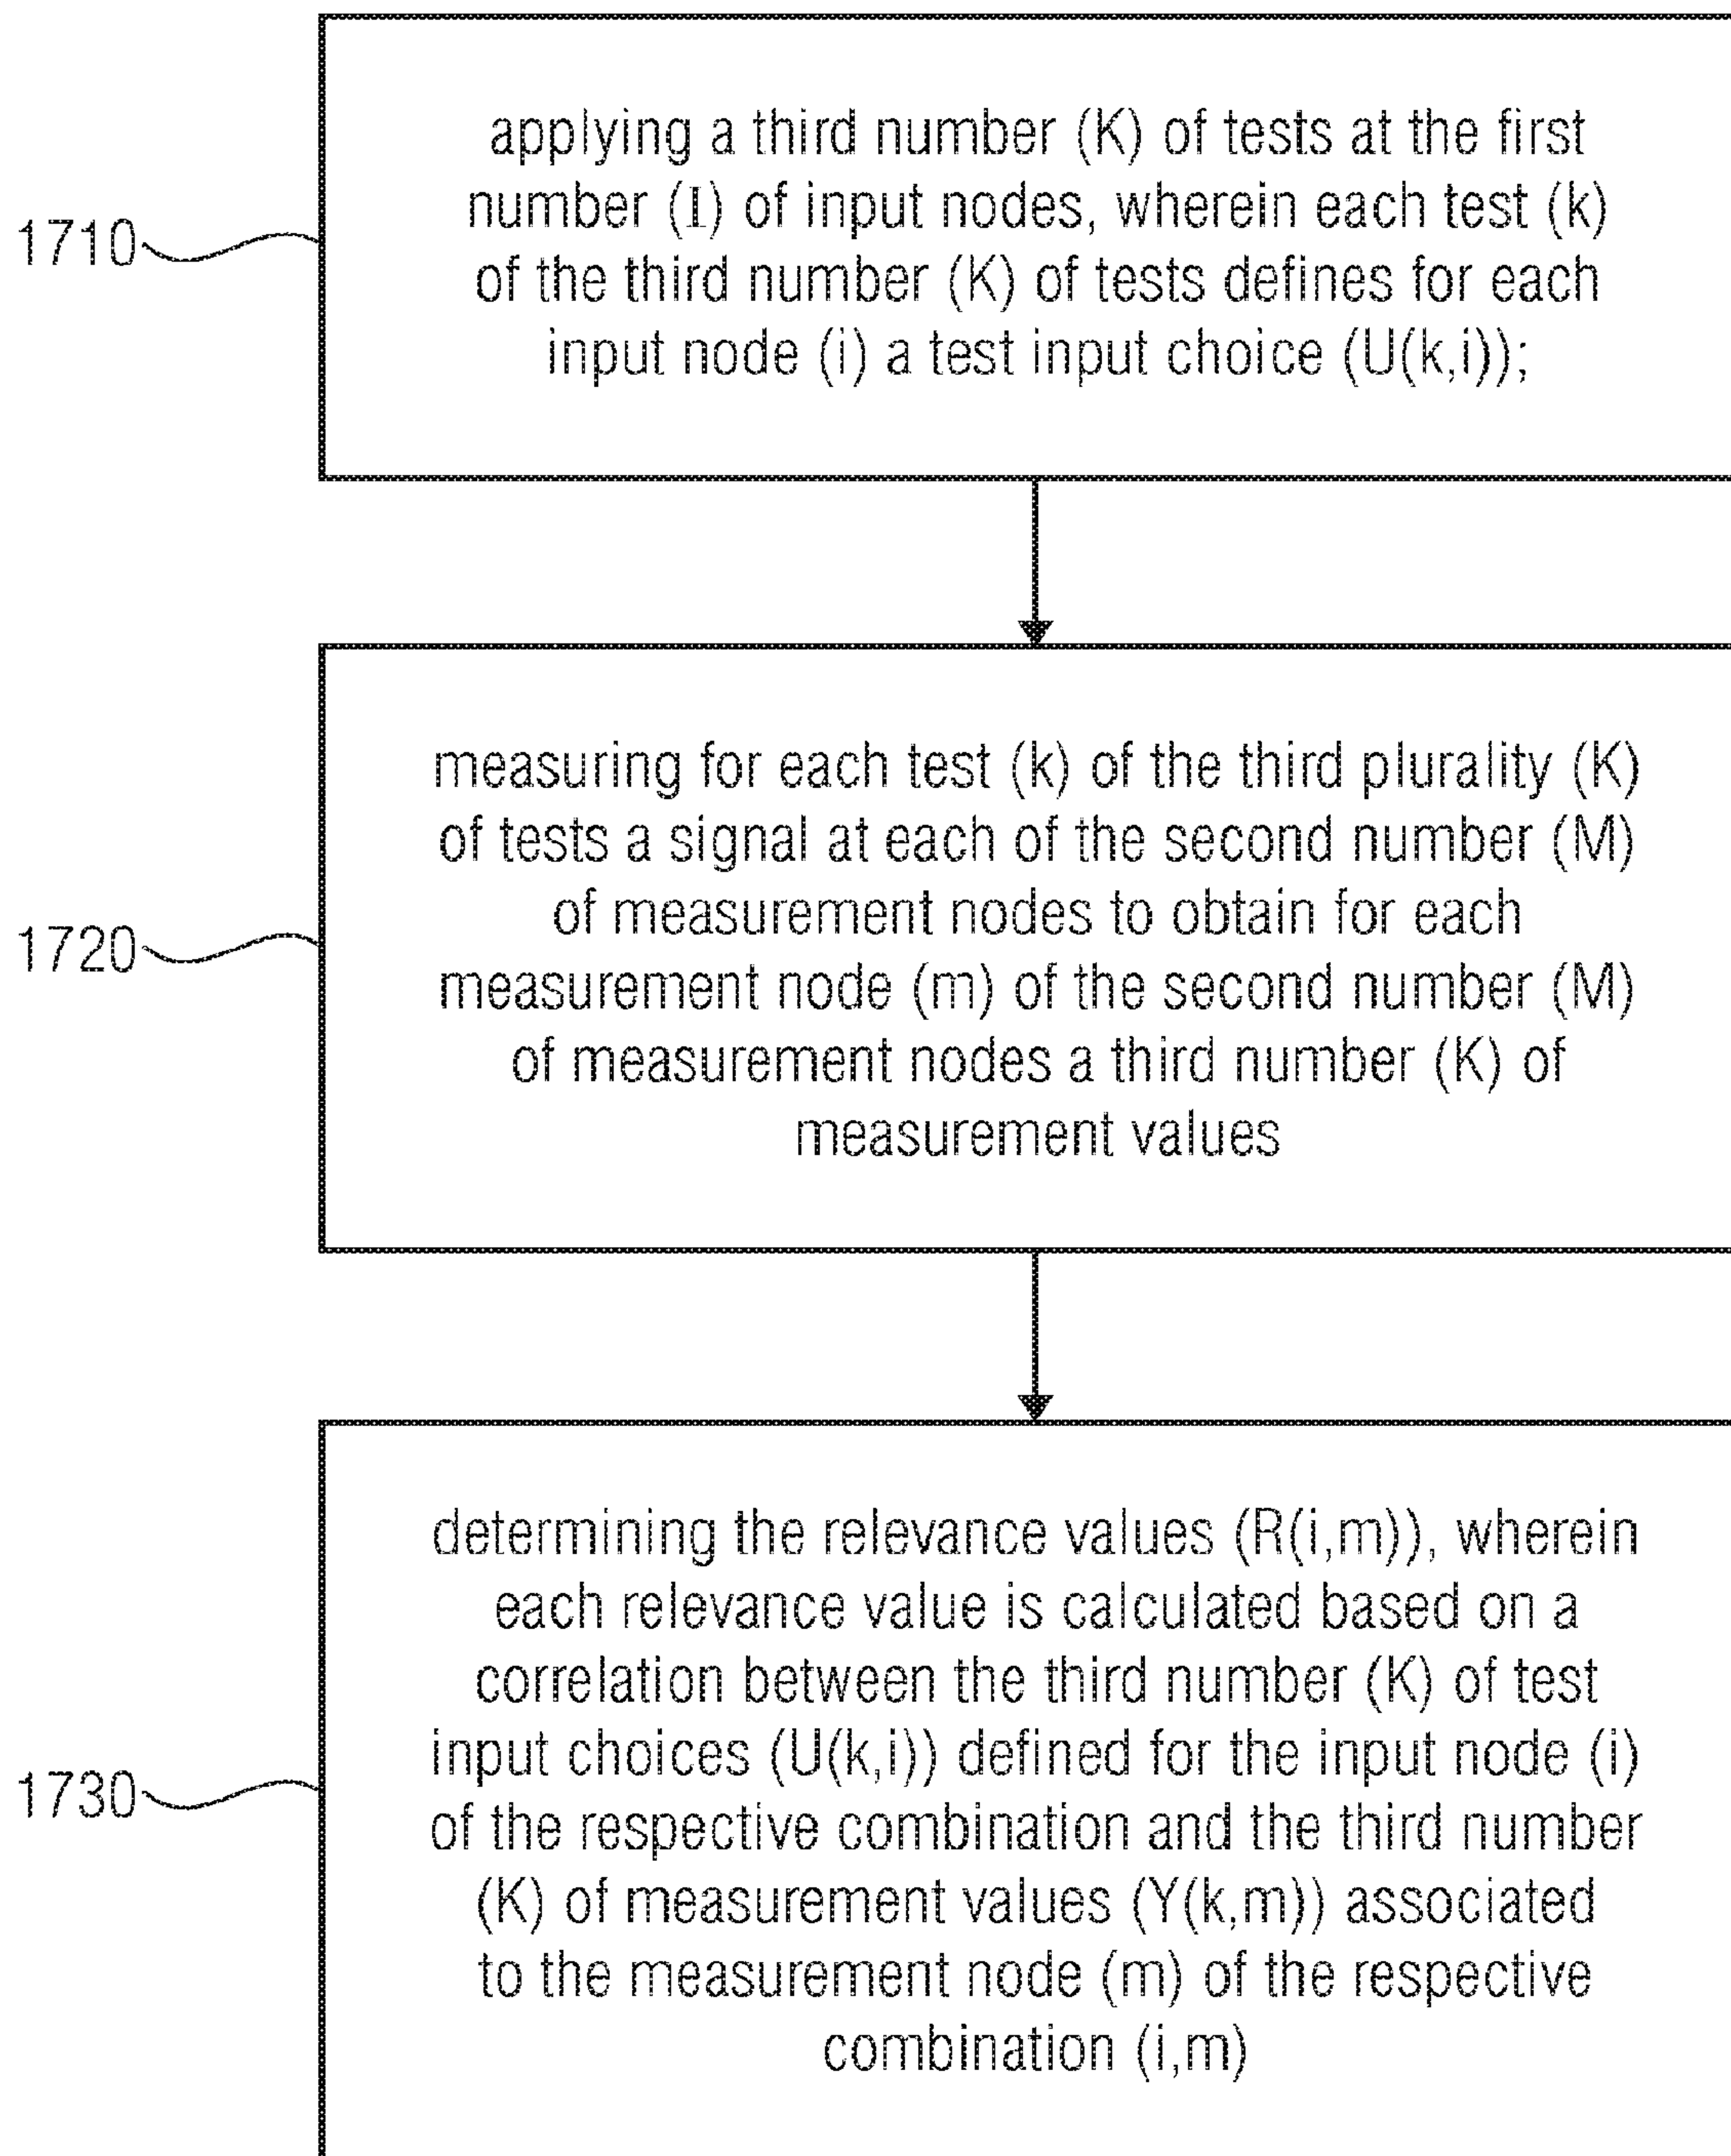 1710
applying a third number (K) of tests at the first
number (I) of input nodes, wherein each test (k)
of the third number (K) of tests defines for each
input node (i) a test input choice (U(k,i));
1720
measuring for each test (k) of the third plurality (K)
of tests a signal at each of the second number (M)
of measurement nodes to obtain for each
measurement node (m) of the second number (M)
of measurement nodes a third number (K) of
measurement values
1730
determining the relevance values (R(i,m)), wherein
each relevance value is calculated based on a
correlation between the third number (K) of test
input choices (U(k,i)) defined for the input node (i)
of the respective combination and the third number
(K) of measurement values (Y(k,m)) associated
to the measurement node (m) of the respective
combination (i,m)